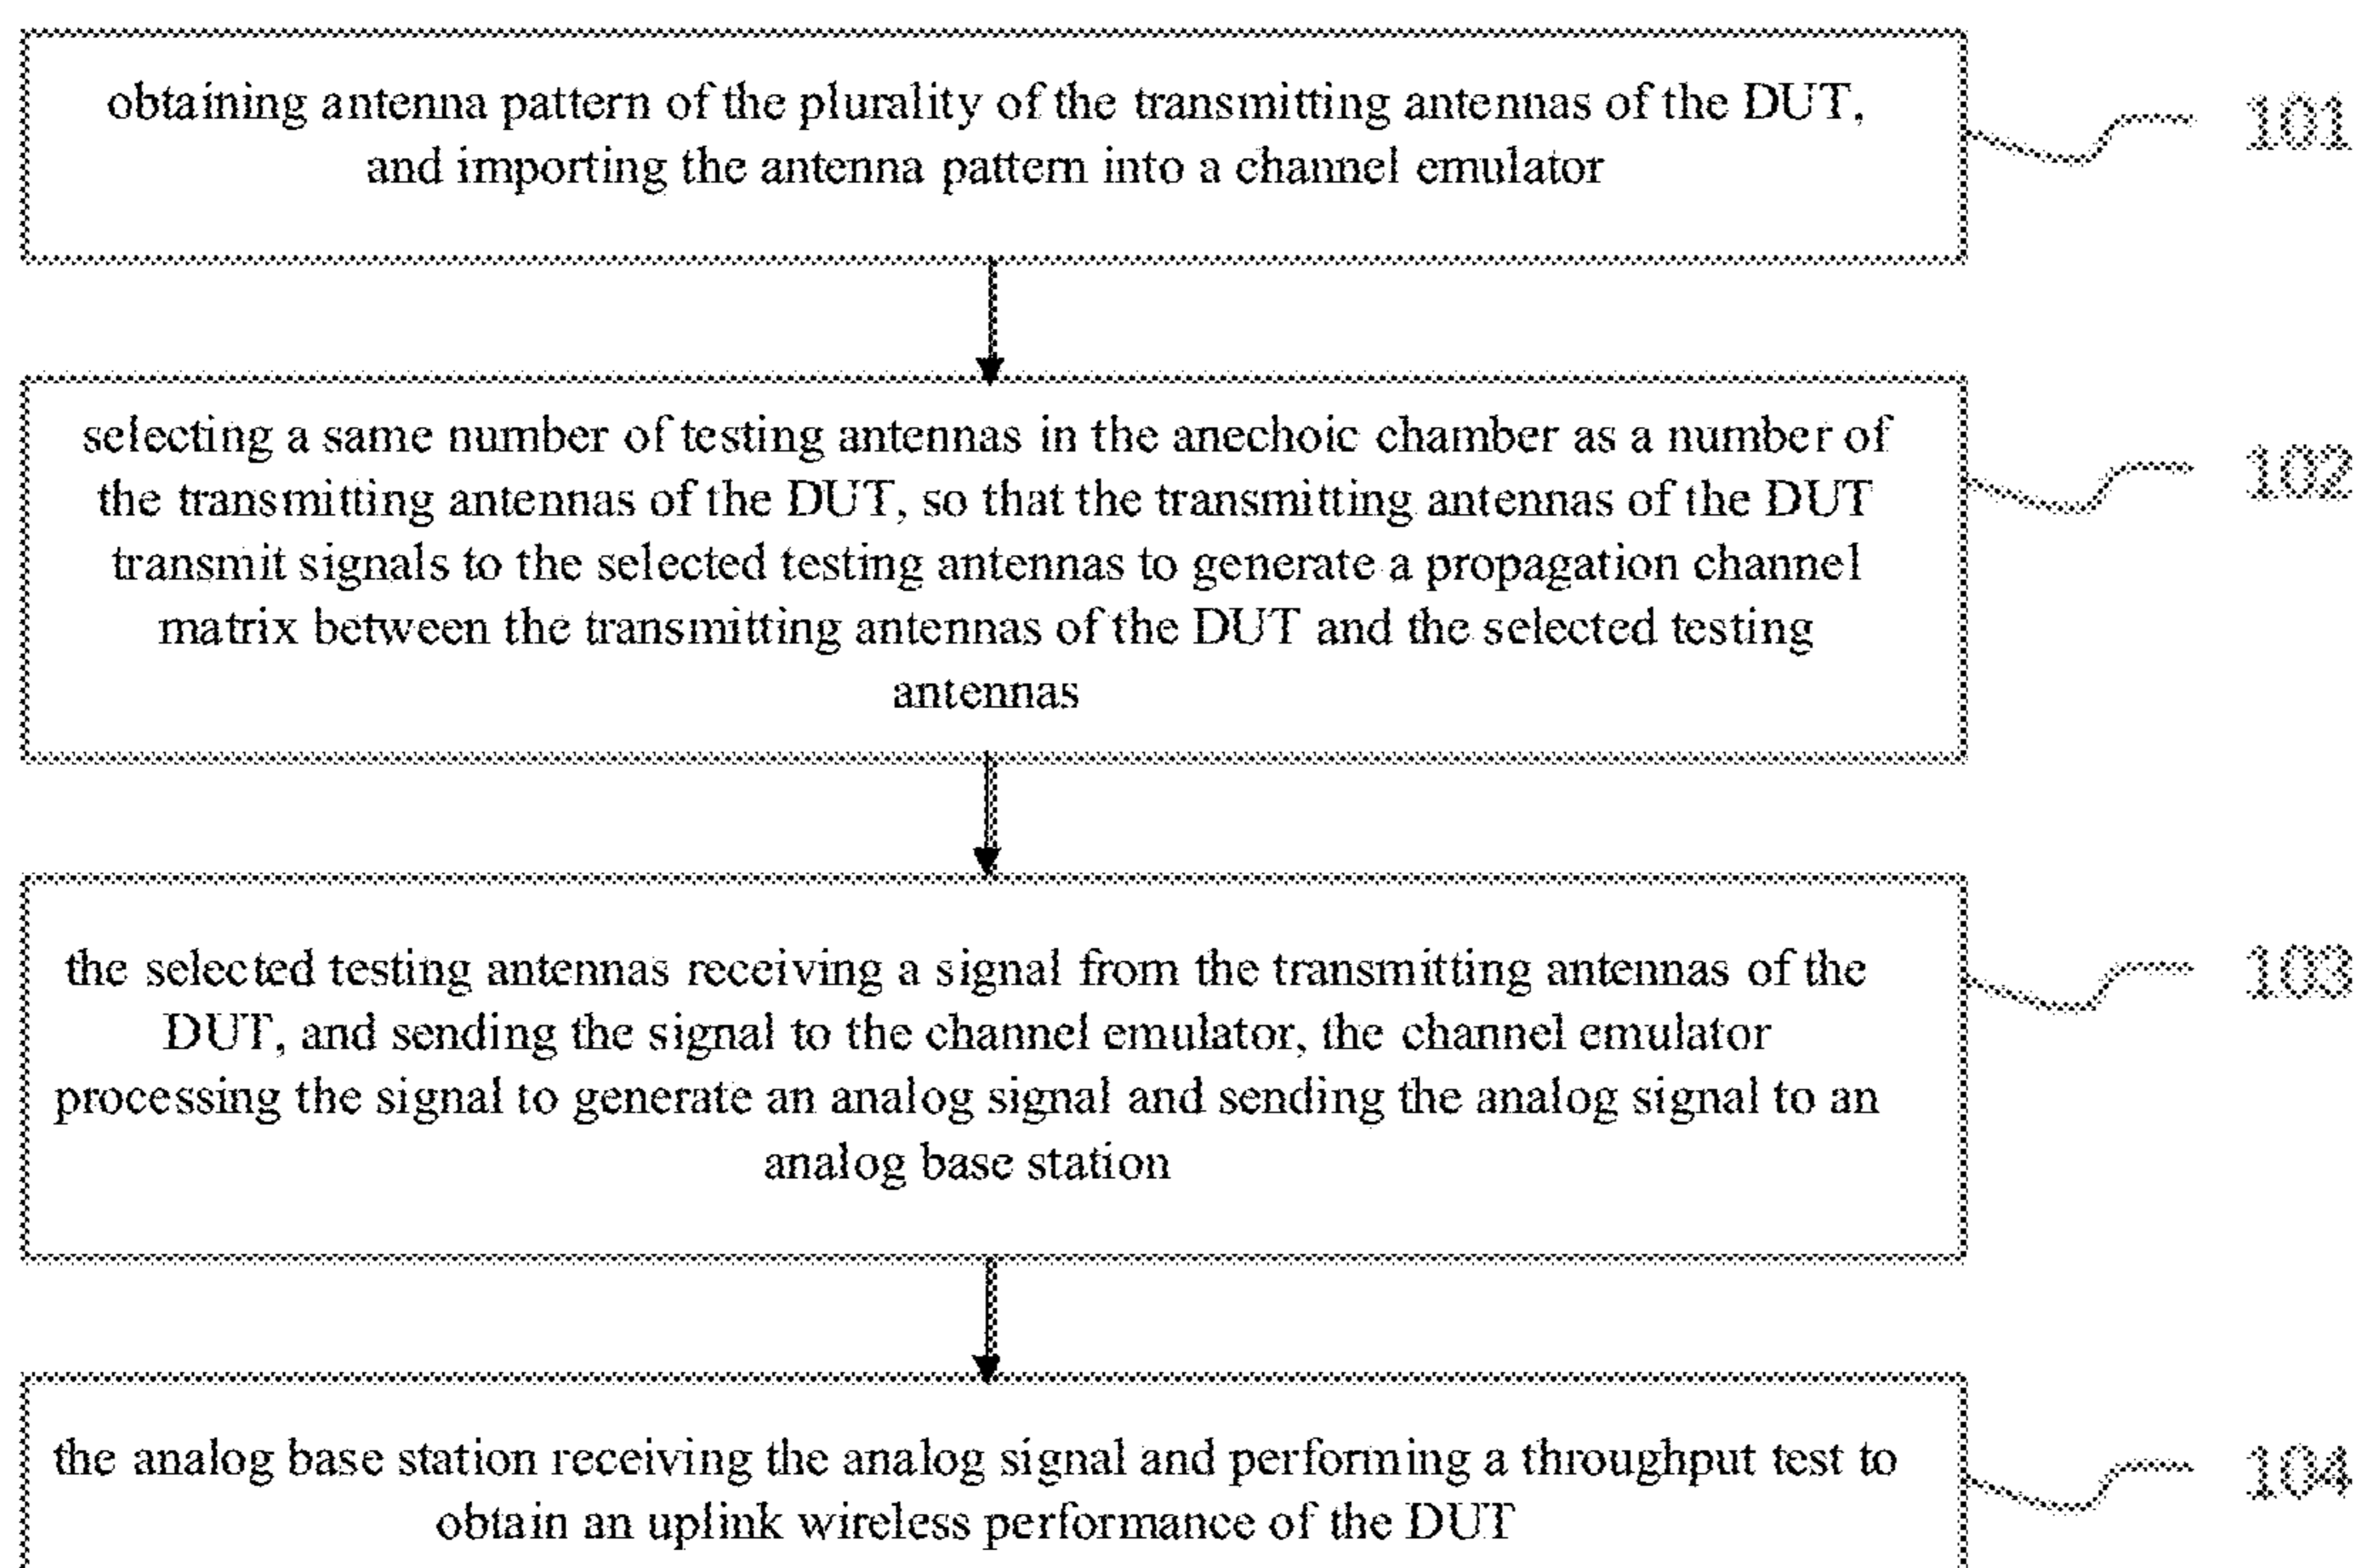 obtaining antenna pattern of the plurality of the transmitting antennas of the DUT,
and importing the antenna pattern into a channel emulator
101
selecting a same number of testing antennas in the anechoic chamber as a number of
the transmitting antennas of the DUT, so that the transmitting antennas of the DUT
transmit signals to the selected testing antennas to generate a propagation channel
matrix between the transmitting antennas of the DUT and the selected testing
antennas
102
the selected testing antennas receiving a signal from the transmitting antennas of the
DUT, and sending the signal to the channel emulator, the channel emulator
processing the signal to generate an analog signal and sending the analog signal to an
analog base station
103
the analog base station receiving the analog signal and performing a throughput test to
obtain an uplink wireless performance of the DUT
104